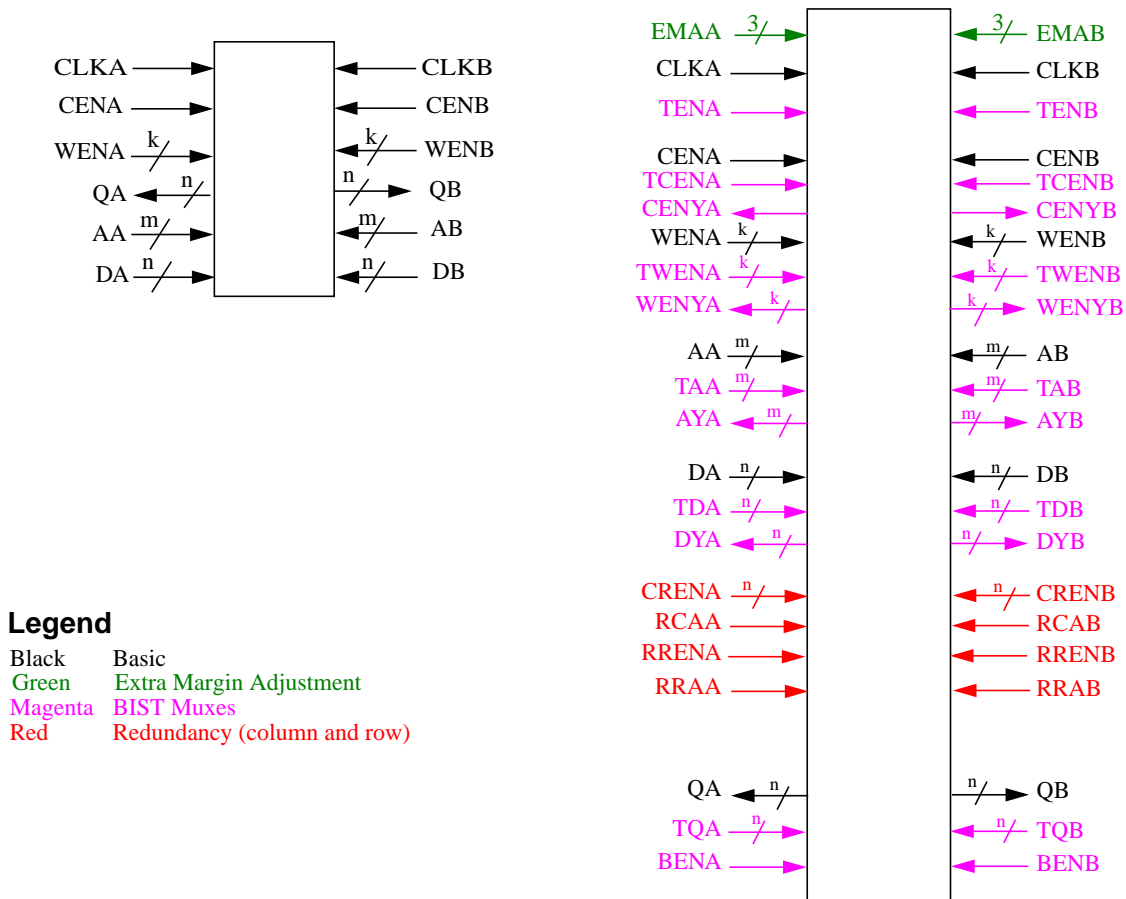 CLKA CLKB
CENA CENB
WENA k k WENB
QA n n QB
AA m m AB
DA n n DB
Legend
Black Basic
Green Extra Margin Adjustment
Magenta BIST Muxes
Red Redundancy (column and row)
EMAA 3 3 EMAB
CLKA CLKB
TENA TENB
CENA CENB
TCENA TCENB
CENYA CENYB
WENA k k WENB
TWENA k k TWENB
WENYA k k WENYB
AA m m AB
TAA m m TAB
AYA m m AYB
DA n n DB
TDA n n TDB
DYA n n DYB
CRENA n n CRENB
RCAA RCAB
RRENA RRENB
RRAA RRAB
QA n n QB
TQA n n TQB
BENA BENB